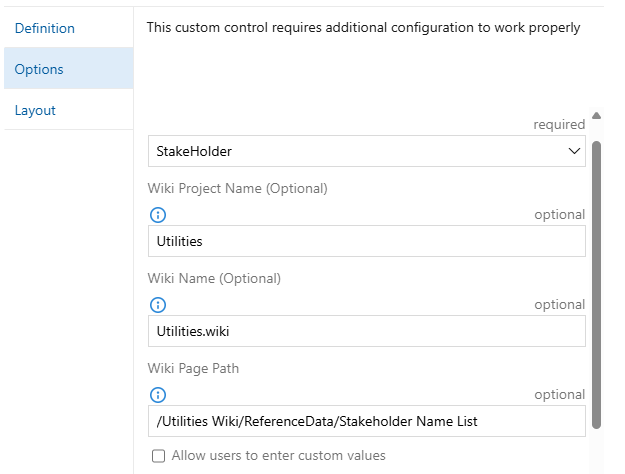 Definition
Options
Layout
This custom control requires additional configuration to work properly
required
StakeHolder
Wiki Project Name (Optional)
optional
Utilities
Wiki Name (Optional)
optional
Utilities.wiki
Wiki Page Path
optional
/Utilities Wiki/ReferenceData/Stakeholder Name List
Allow users to enter custom values